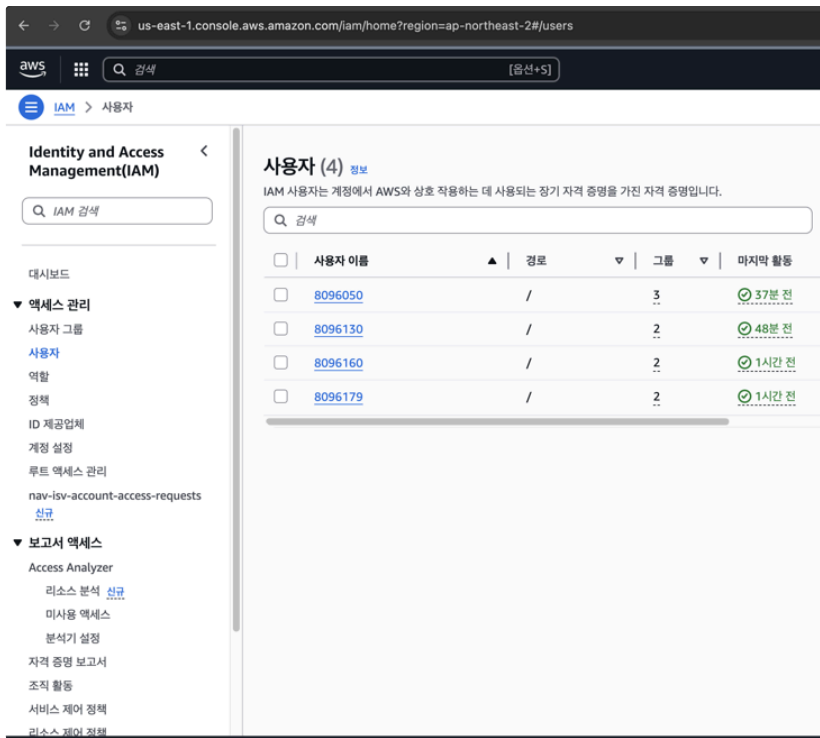 us-east-1.console.aws.amazon.com/iam/home?region=ap-northeast-2#/users
aws
검색
[옵션+S]
IAM > 사용자
Identity and Access
Management(IAM)
IAM 검색
대시보드
액세스 관리
사용자 그룹
사용자
역할
정책
ID 제공업체
계정 설정
루트 액세스 관리
nav-isv-account-access-requests
신규
보고서 액세스
Access Analyzer
리소스 분석 신규
미사용 액세스
분석기 설정
자격 증명 보고서
조직 활동
서비스 제어 정책
리소스 제어 정책
사용자 (4) 정보
IAM 사용자는 계정에서 AWS와 상호 작용하는 데 사용되는 장기 자격 증명을 가진 자격 증명입니다.
검색
사용자 이름 경로 그룹 마지막 활동
8096050 / 3 37분 전
8096130 / 2 48분 전
8096160 / 2 1시간 전
8096179 / 2 1시간 전